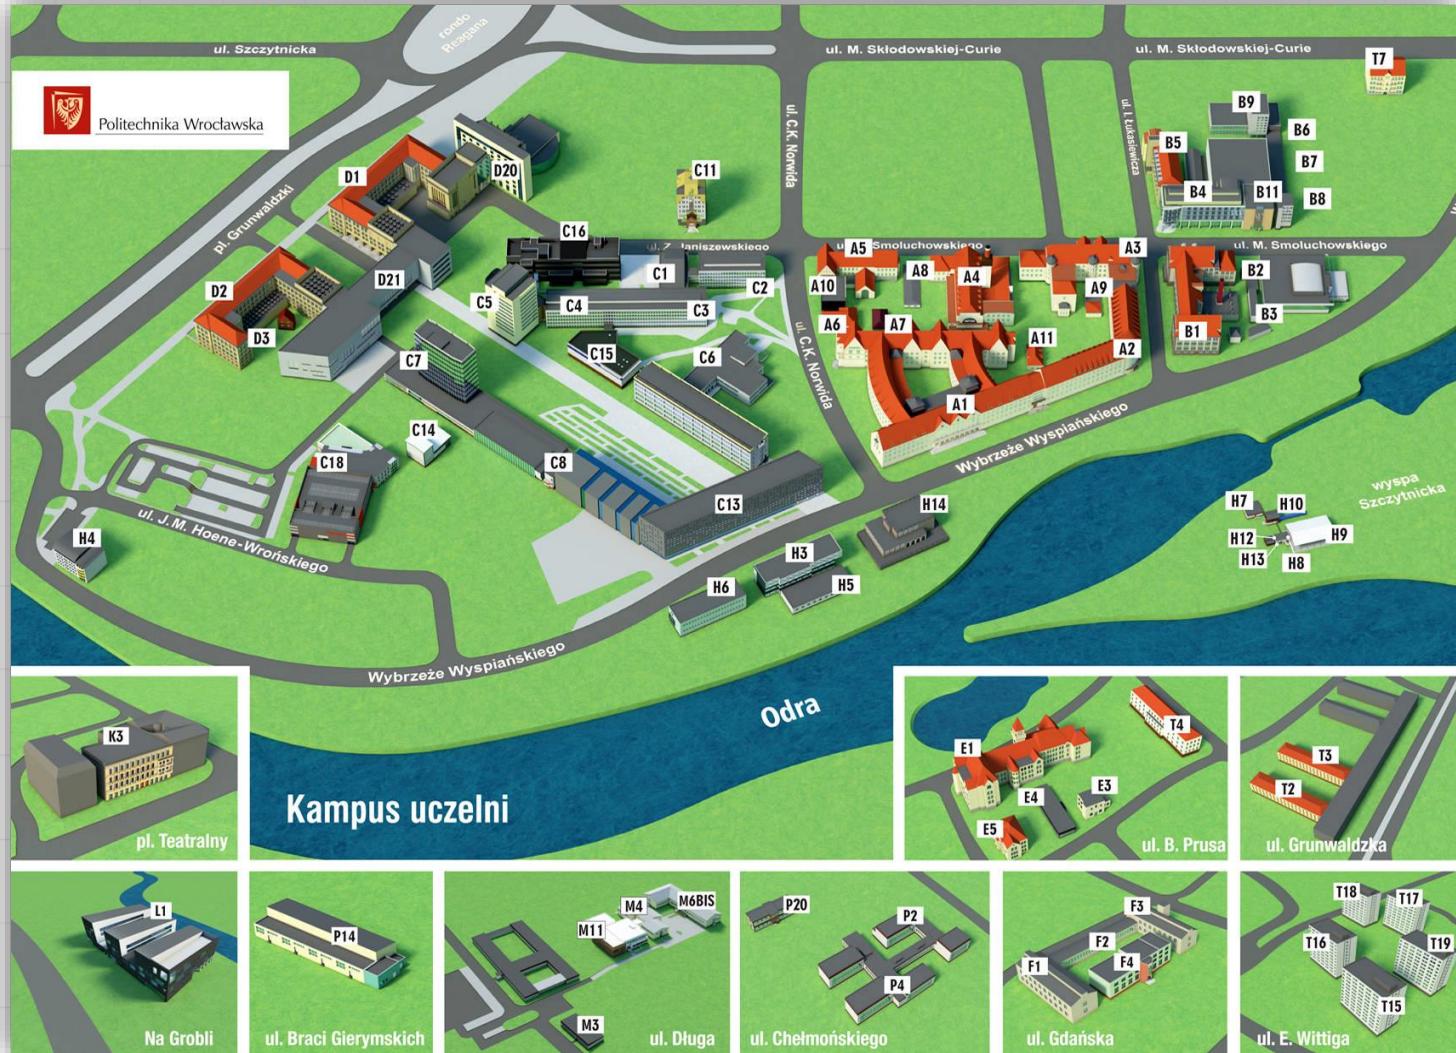 rondo
Reagana
ul. Szczytnicka
ul. M. Skłodowskiej-Curie
ul. M. Skłodowskiej-Curie
T7
Politechnika Wrocławska
ul. C.K. Norwida
ul. I. Łukasiewicza
B9
B6
B5
B7
B4
B11
B8
D1
D20
C11
pl. Grunwaldzki
C16
ul. Z. Janiszewskiego
A5
Smoluchowskiego
A3
ul. M. Smoluchowskiego
D21
C1
A8
A4
B2
D2
C5
C4
C2
C3
A10
A9
B3
D3
A6
A7
B1
C7
C15
C6
A11
A2
ul. C.K. Norwida
A1
Wybrzeże Wyspiańskiego
C14
C18
C8
wyspa
Szczytnicka
C13
H14
H7
H10
ul. J.M. Hoene-Wrońskiego
H4
H12
H9
H13
H8
H3
H6
H5
Wybrzeże Wyspiańskiego
Odra
Kampus uczelni
K3
pl. Teatralny
E1
T4
E4
E3
E5
ul. B. Prusa
T3
T2
ul. Grunwaldzka
L1
Na Grobli
P14
ul. Braci Gierymskich
M4
M6BIS
M11
M3
ul. Długa
P20
P2
P4
ul. Chełmońskiego
F3
F2
F1
F4
ul. Gdańska
T18
T17
T16
T19
T15
ul. E. Wittiga